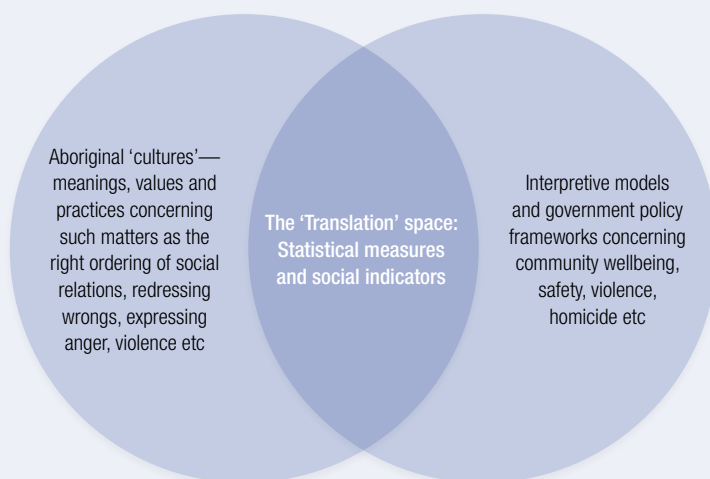 Aboriginal ‘cultures’—
meanings, values and
practices concerning
such matters as the
right ordering of social
relations, redressing
wrongs, expressing
anger, violence etc
The ‘Translation’ space:
Statistical measures
and social indicators
Interpretive models
and government policy
frameworks concerning
community wellbeing,
safety, violence,
homicide etc